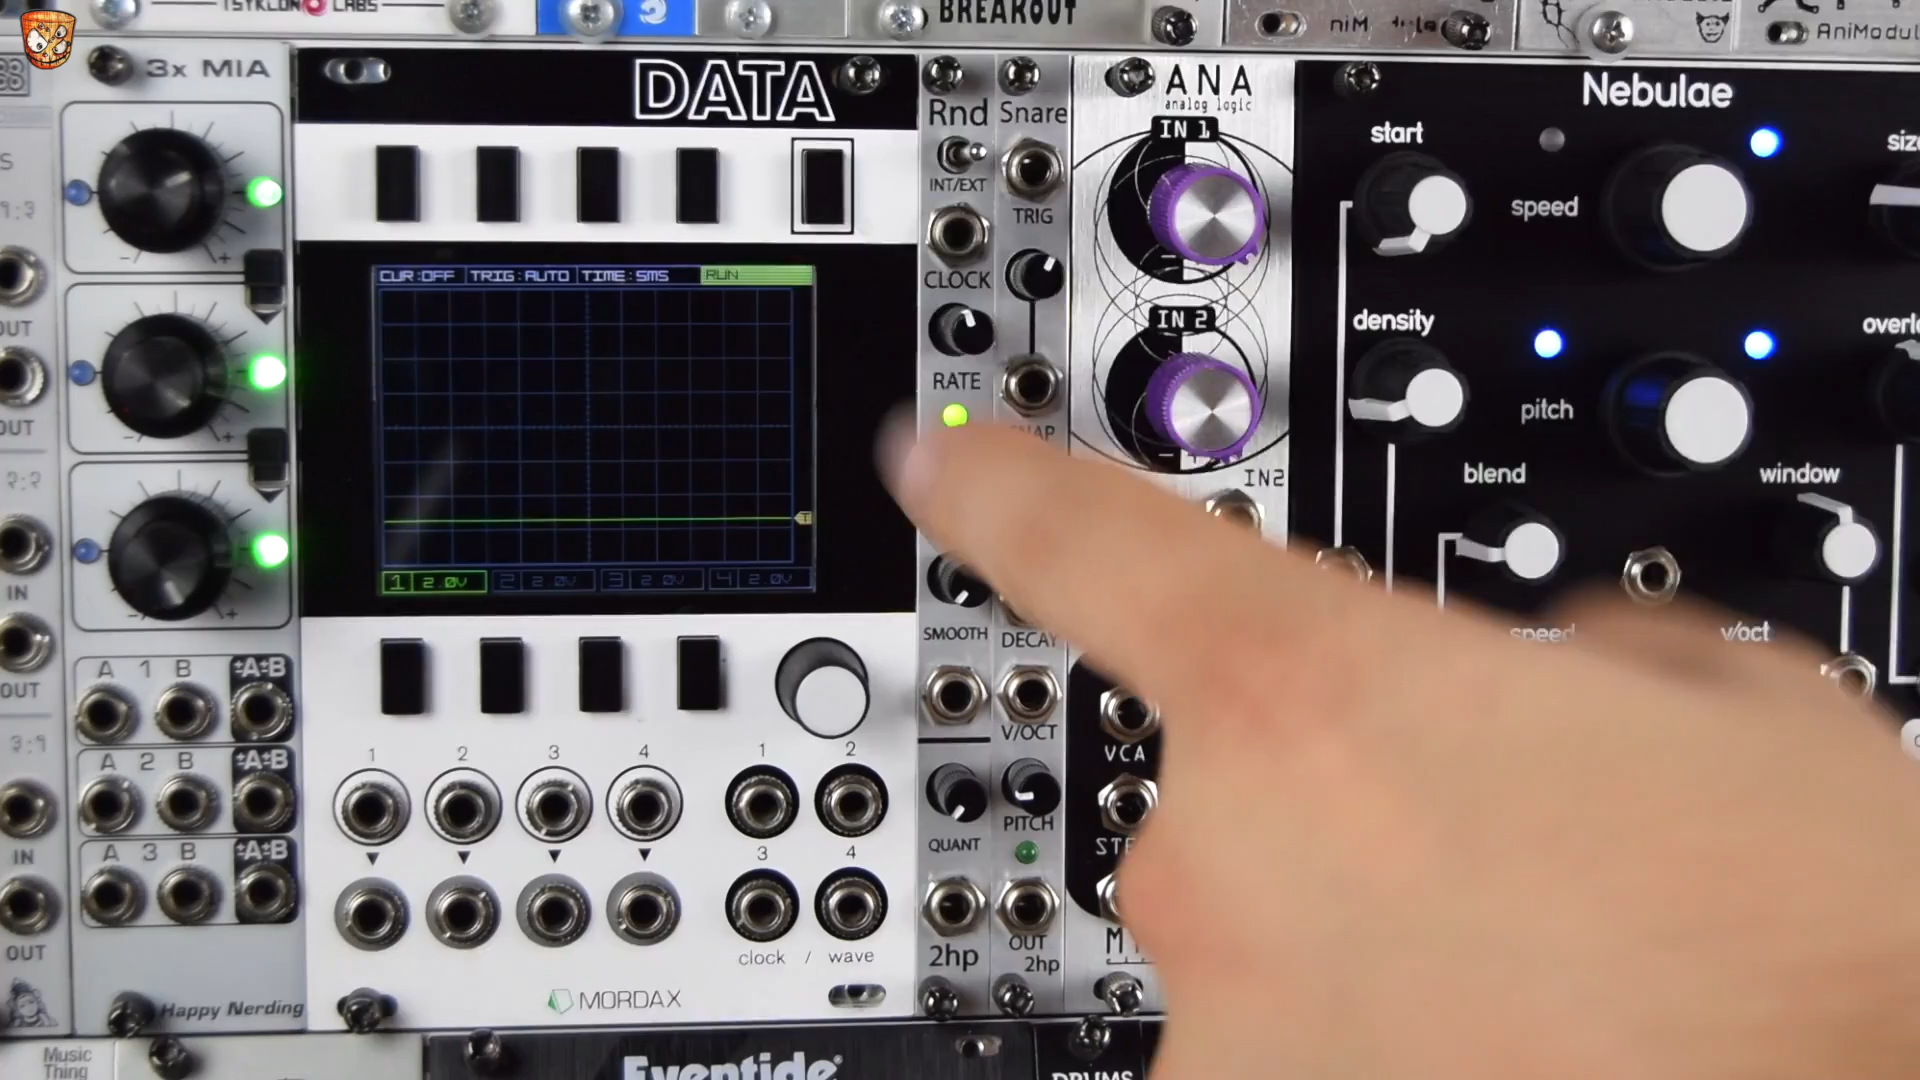 TSYKLON LABS
BREAKOUT
AniModul
3x MIA
DATA
Rnd
Snare
ANA
analog logic
Nebulae
IN 1
start
speed
size
INT/EXT
TRIG
CLOCK
CUR:OFF TRIG:AUTO TIME:5MS RUN
IN 2
density
RATE
pitch
IN2
blend
window
OUT
OUT
IN
OUT
IN
OUT
1 2.0V 2 2.0V 3 2.0V 4 2.0V
SMOOTH
DECAY
speed
v/oct
A 1 B ±A±B
A 2 B ±A±B
A 3 B ±A±B
1 2 3 4 1 2
3 4
V/OCT
VCA
PITCH
QUANT
clock / wave
OUT
2hp
2hp
MORDAX
Happy Nerding
Music
Thing
Eventide
DRUMS